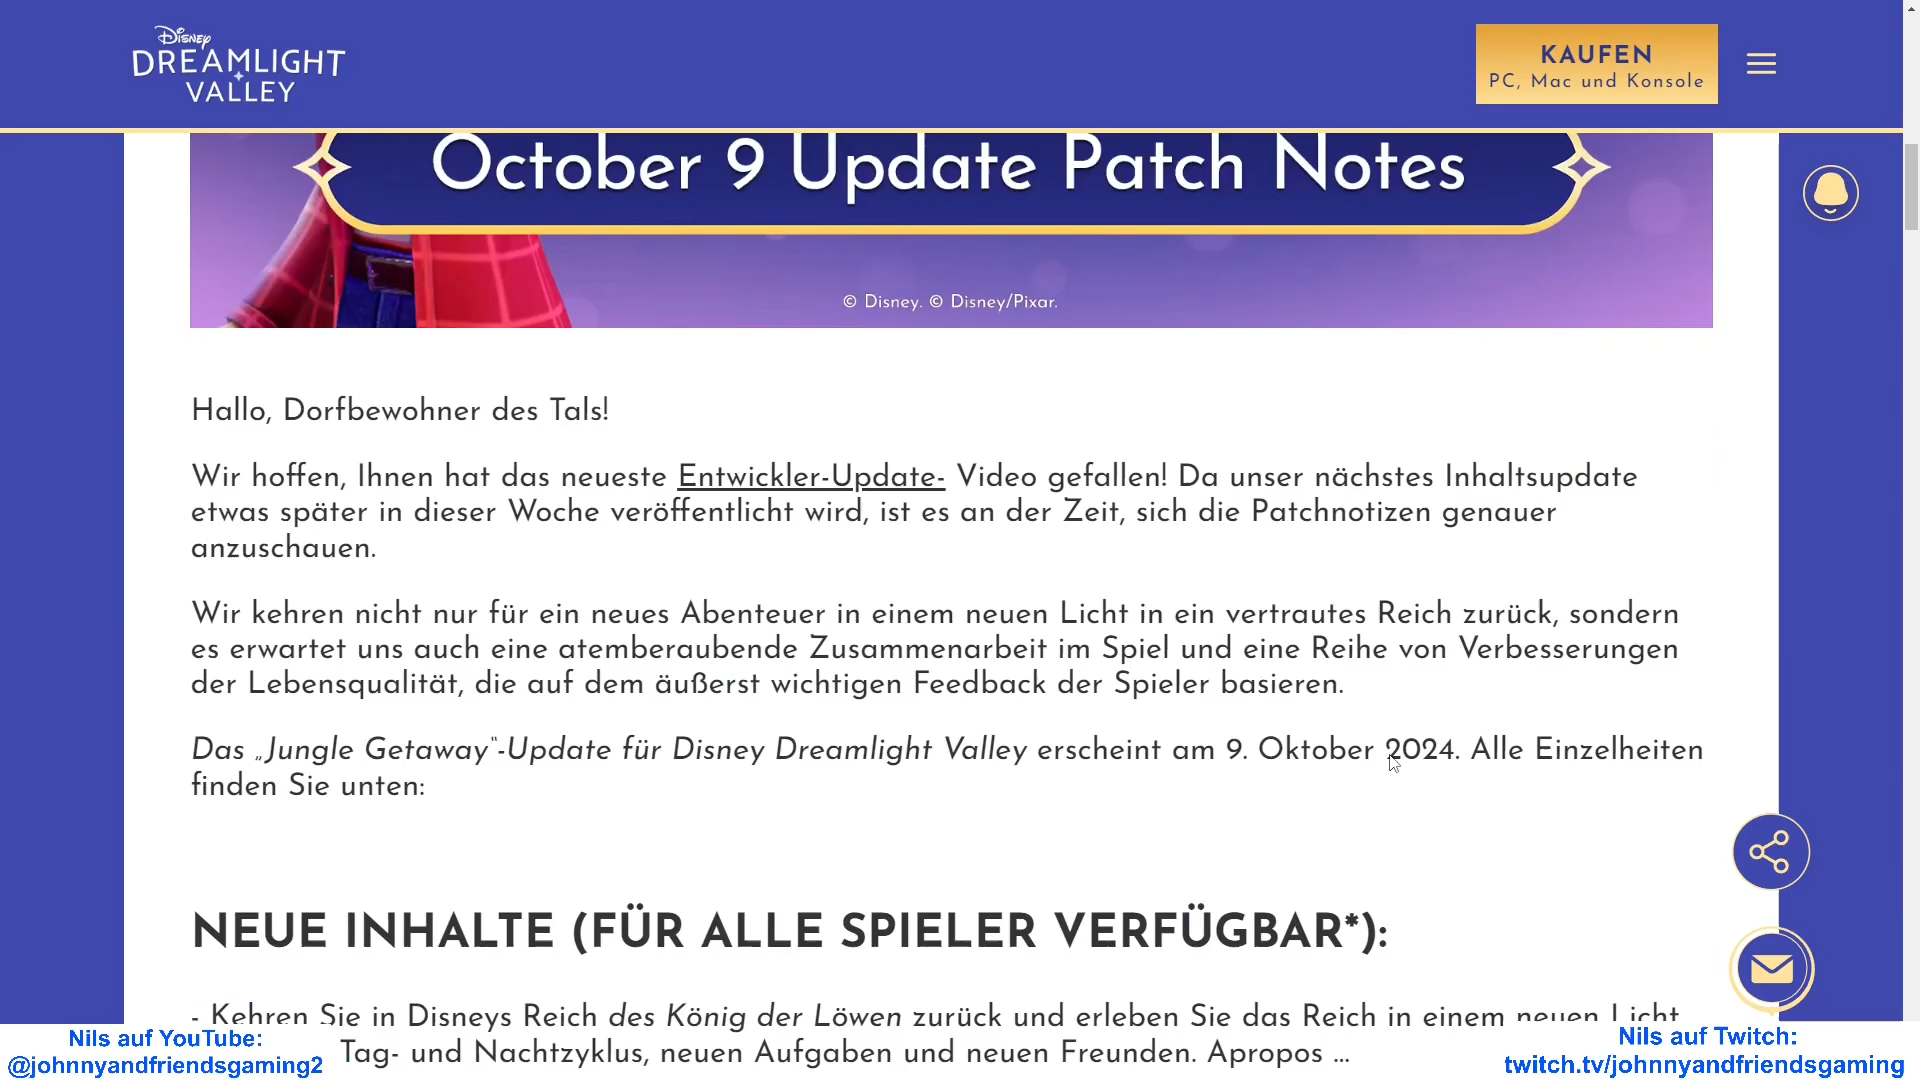 Disney
DREAMLIGHT
VALLEY
KAUFEN
PC, Mac und Konsole
October 9 Update Patch Notes
© Disney. © Disney/Pixar.
Hallo, Dorfbewohner des Tals!
Wir hoffen, Ihnen hat das neueste Entwickler-Update- Video gefallen! Da unser nächstes Inhaltsupdate
etwas später in dieser Woche veröffentlicht wird, ist es an der Zeit, sich die Patchnotizen genauer
anzuschauen.
Wir kehren nicht nur für ein neues Abenteuer in einem neuen Licht in ein vertrautes Reich zurück, sondern
es erwartet uns auch eine atemberaubende Zusammenarbeit im Spiel und eine Reihe von Verbesserungen
der Lebensqualität, die auf dem äußerst wichtigen Feedback der Spieler basieren.
Das „Jungle Getaway“-Update für Disney Dreamlight Valley erscheint am 9. Oktober 2024. Alle Einzelheiten
finden Sie unten:
NEUE INHALTE (FÜR ALLE SPIELER VERFÜGBAR*):
- Kehren Sie in Disneys Reich des König der Löwen zurück und erleben Sie das Reich in einem neuen Licht
Tag- und Nachtzyklus, neuen Aufgaben und neuen Freunden. Apropos ...
Nils auf YouTube:
@johnnyandfriendsgaming2
Nils auf Twitch:
twitch.tv/johnnyandfriendsgaming